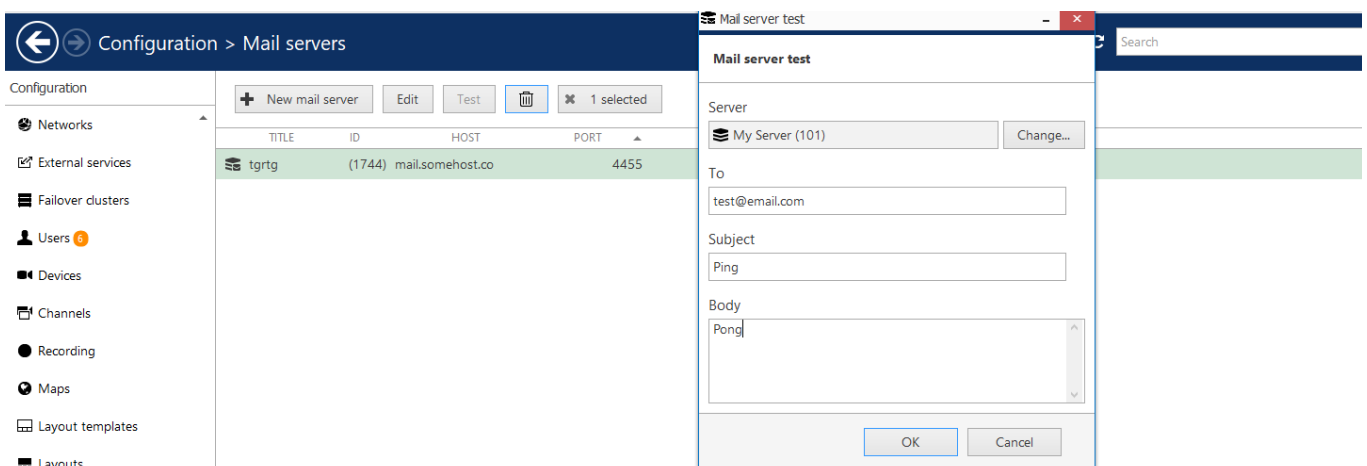 Configuration > Mail servers
Search
Configuration
Networks
External services
Failover clusters
Users 6
Devices
Channels
Recording
Maps
Layout templates
Layouts
New mail server Edit Test 1 selected
TITLE ID HOST PORT
tgrtg (1744) mail.somehost.co 4455
Mail server test
Mail server test
Server
My Server (101) Change...
To
test@email.com
Subject
Ping
Body
Pong
OK Cancel